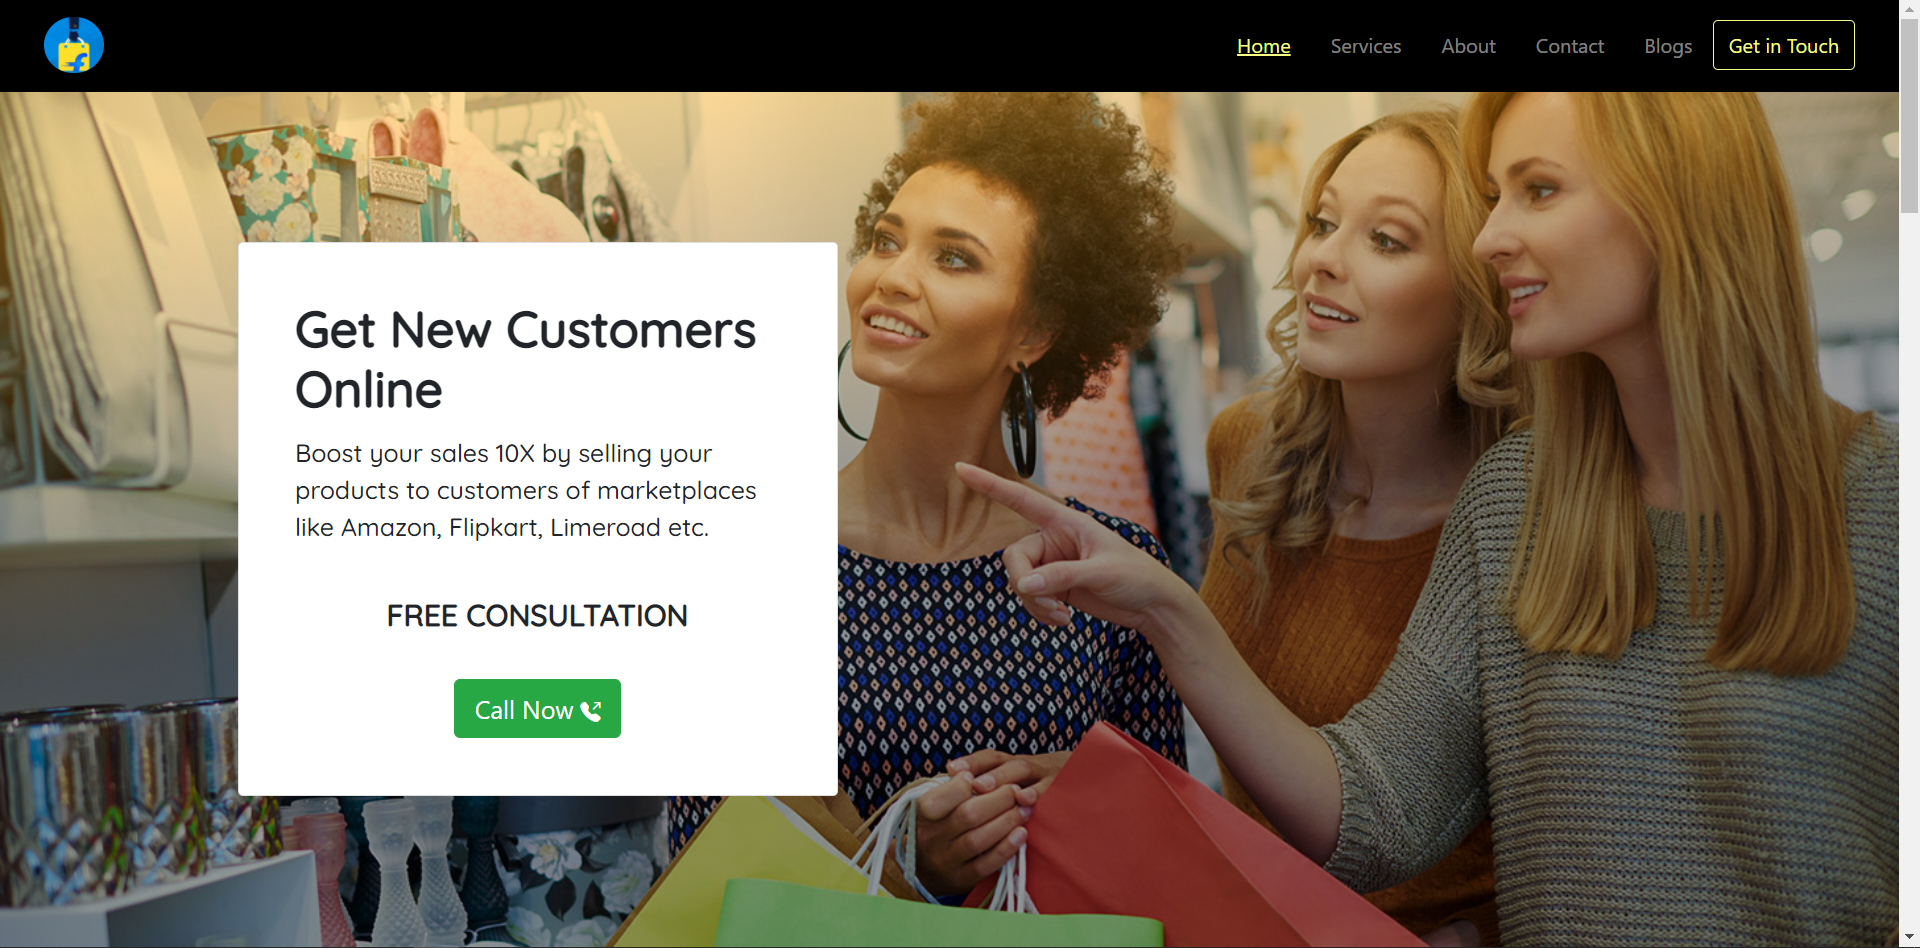 Home Services About Contact Blogs Get in Touch
Get New Customers
Online
Boost your sales 10X by selling your
products to customers of marketplaces
like Amazon, Flipkart, Limeroad etc.
FREE CONSULTATION
Call Now